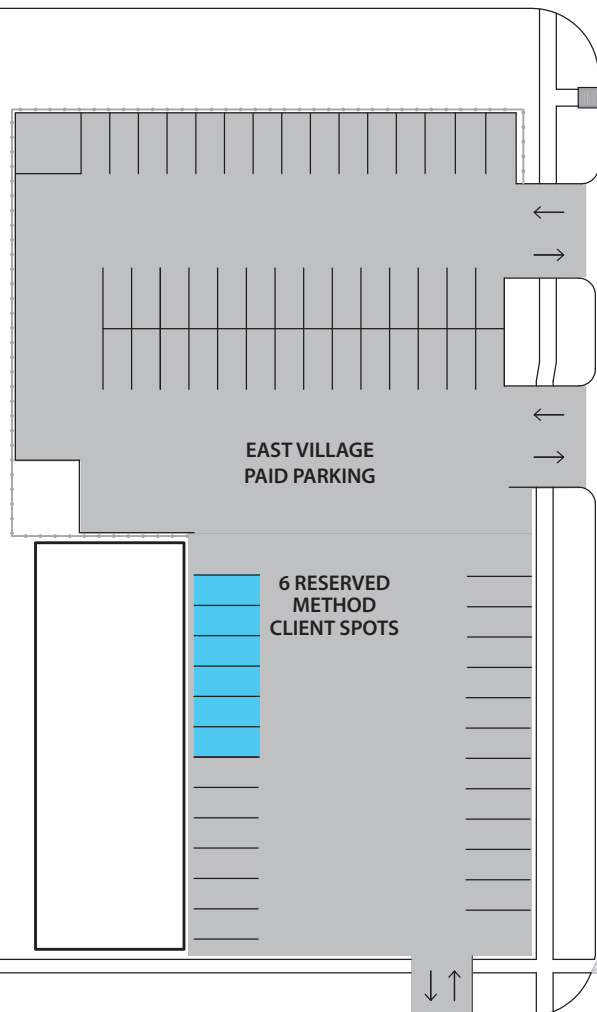 EAST VILLAGE
PAID PARKING
6 RESERVED
METHOD
CLIENT SPOTS